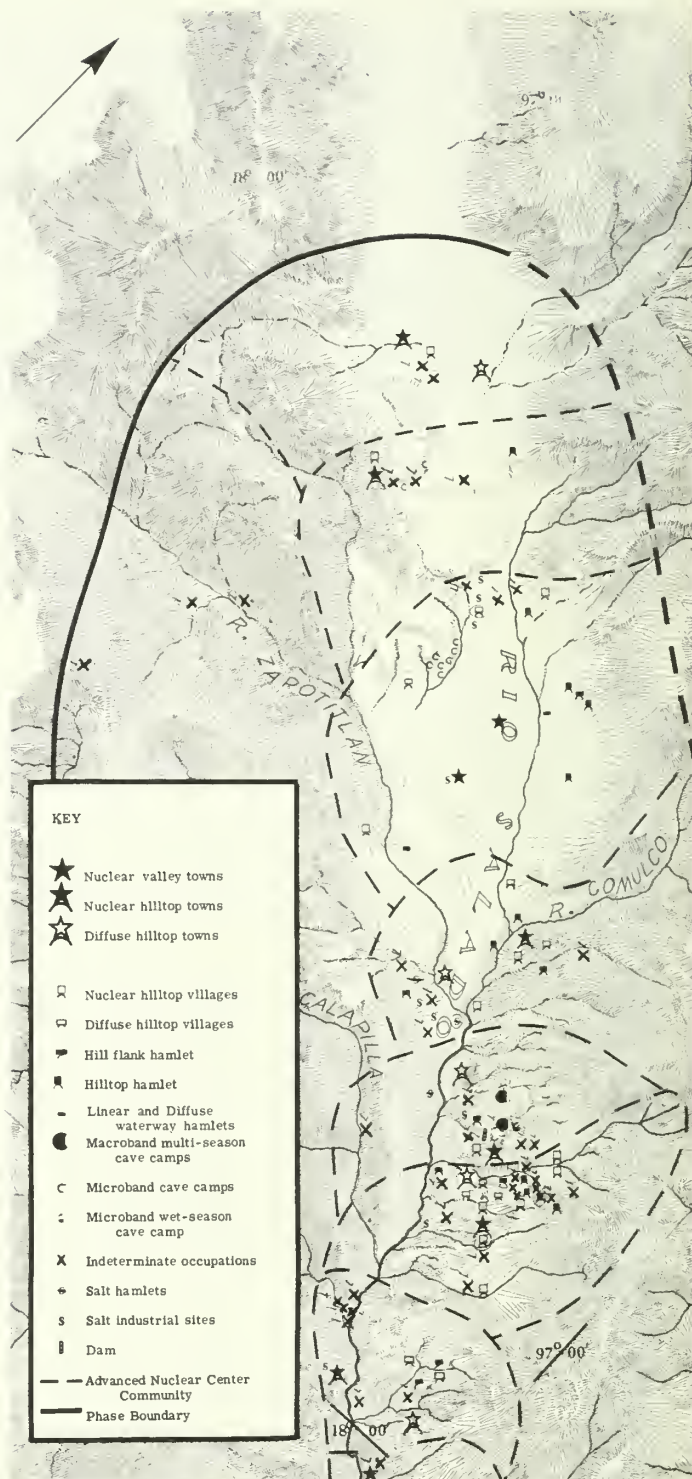 97° 00'
18° 00'
R. ZAPOTITLAN
RIO SALADO
R. COMULCO
CALAPILLA
KEY
Nuclear valley towns
Nuclear hilltop towns
Diffuse hilltop towns
Nuclear hilltop villages
Diffuse hilltop villages
Hill flank hamlet
Hilltop hamlet
Linear and Diffuse
waterway hamlets
Macroband multi-season
cave camps
Microband cave camps
Microband wet-season
cave camp
Indeterminate occupations
Salt hamlets
s Salt industrial sites
Dam
Advanced Nuclear Center
Community
Phase Boundary
97° 00'
18° 00